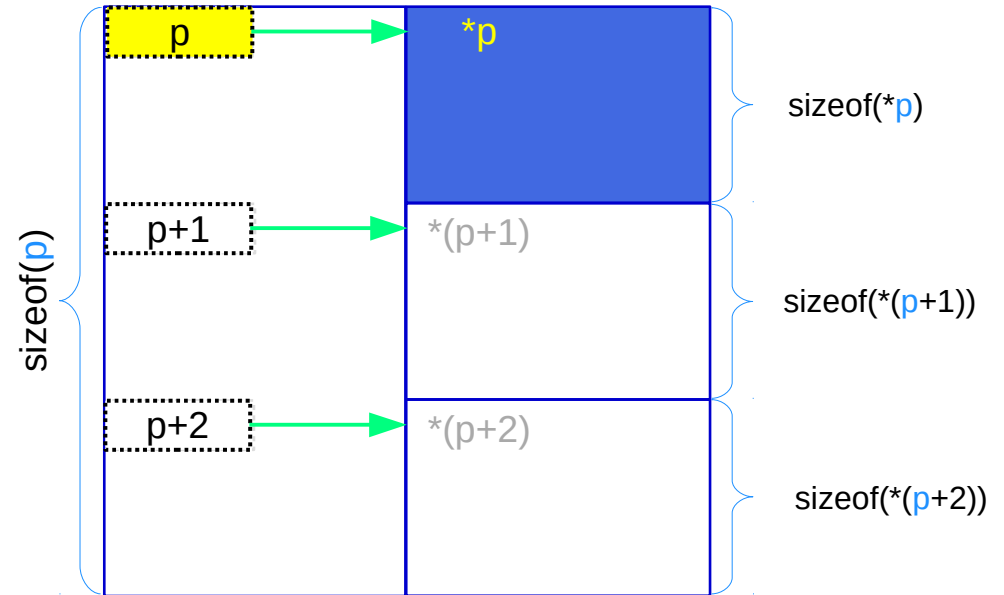 p
*p
sizeof(*p)
p+1
*(p+1)
sizeof(p)
sizeof(*(p+1))
p+2
*(p+2)
sizeof(*(p+2))